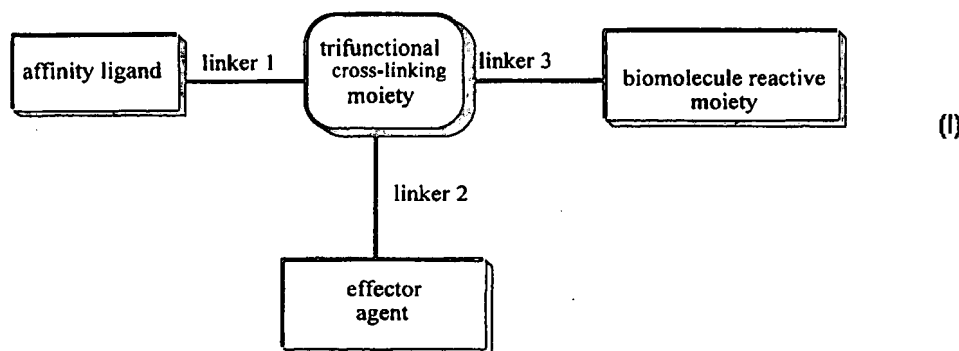 affinity ligand
linker 1
trifunctional
cross-linking
moiety
linker 3
biomolecule reactive
moiety
(I)
linker 2
effector
agent